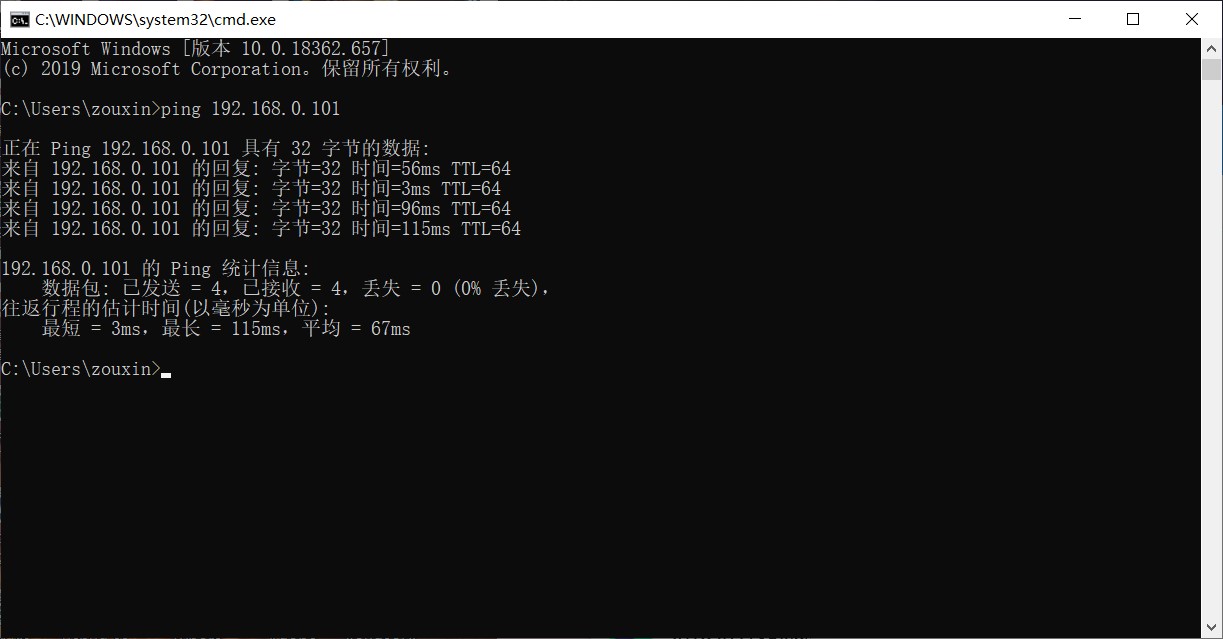 C:\WINDOWS\system32\cmd.exe
Microsoft Windows [版本 10.0.18362.657]
(c) 2019 Microsoft Corporation。保留所有权利。
C:\Users\zouxin>ping 192.168.0.101
正在 Ping 192.168.0.101 具有 32 字节的数据:
来自 192.168.0.101 的回复: 字节=32 时间=56ms TTL=64
来自 192.168.0.101 的回复: 字节=32 时间=3ms TTL=64
来自 192.168.0.101 的回复: 字节=32 时间=96ms TTL=64
来自 192.168.0.101 的回复: 字节=32 时间=115ms TTL=64
192.168.0.101 的 Ping 统计信息:
    数据包: 已发送 = 4，已接收 = 4，丢失 = 0 (0% 丢失)，
往返行程的估计时间(以毫秒为单位):
    最短 = 3ms，最长 = 115ms，平均 = 67ms
C:\Users\zouxin>